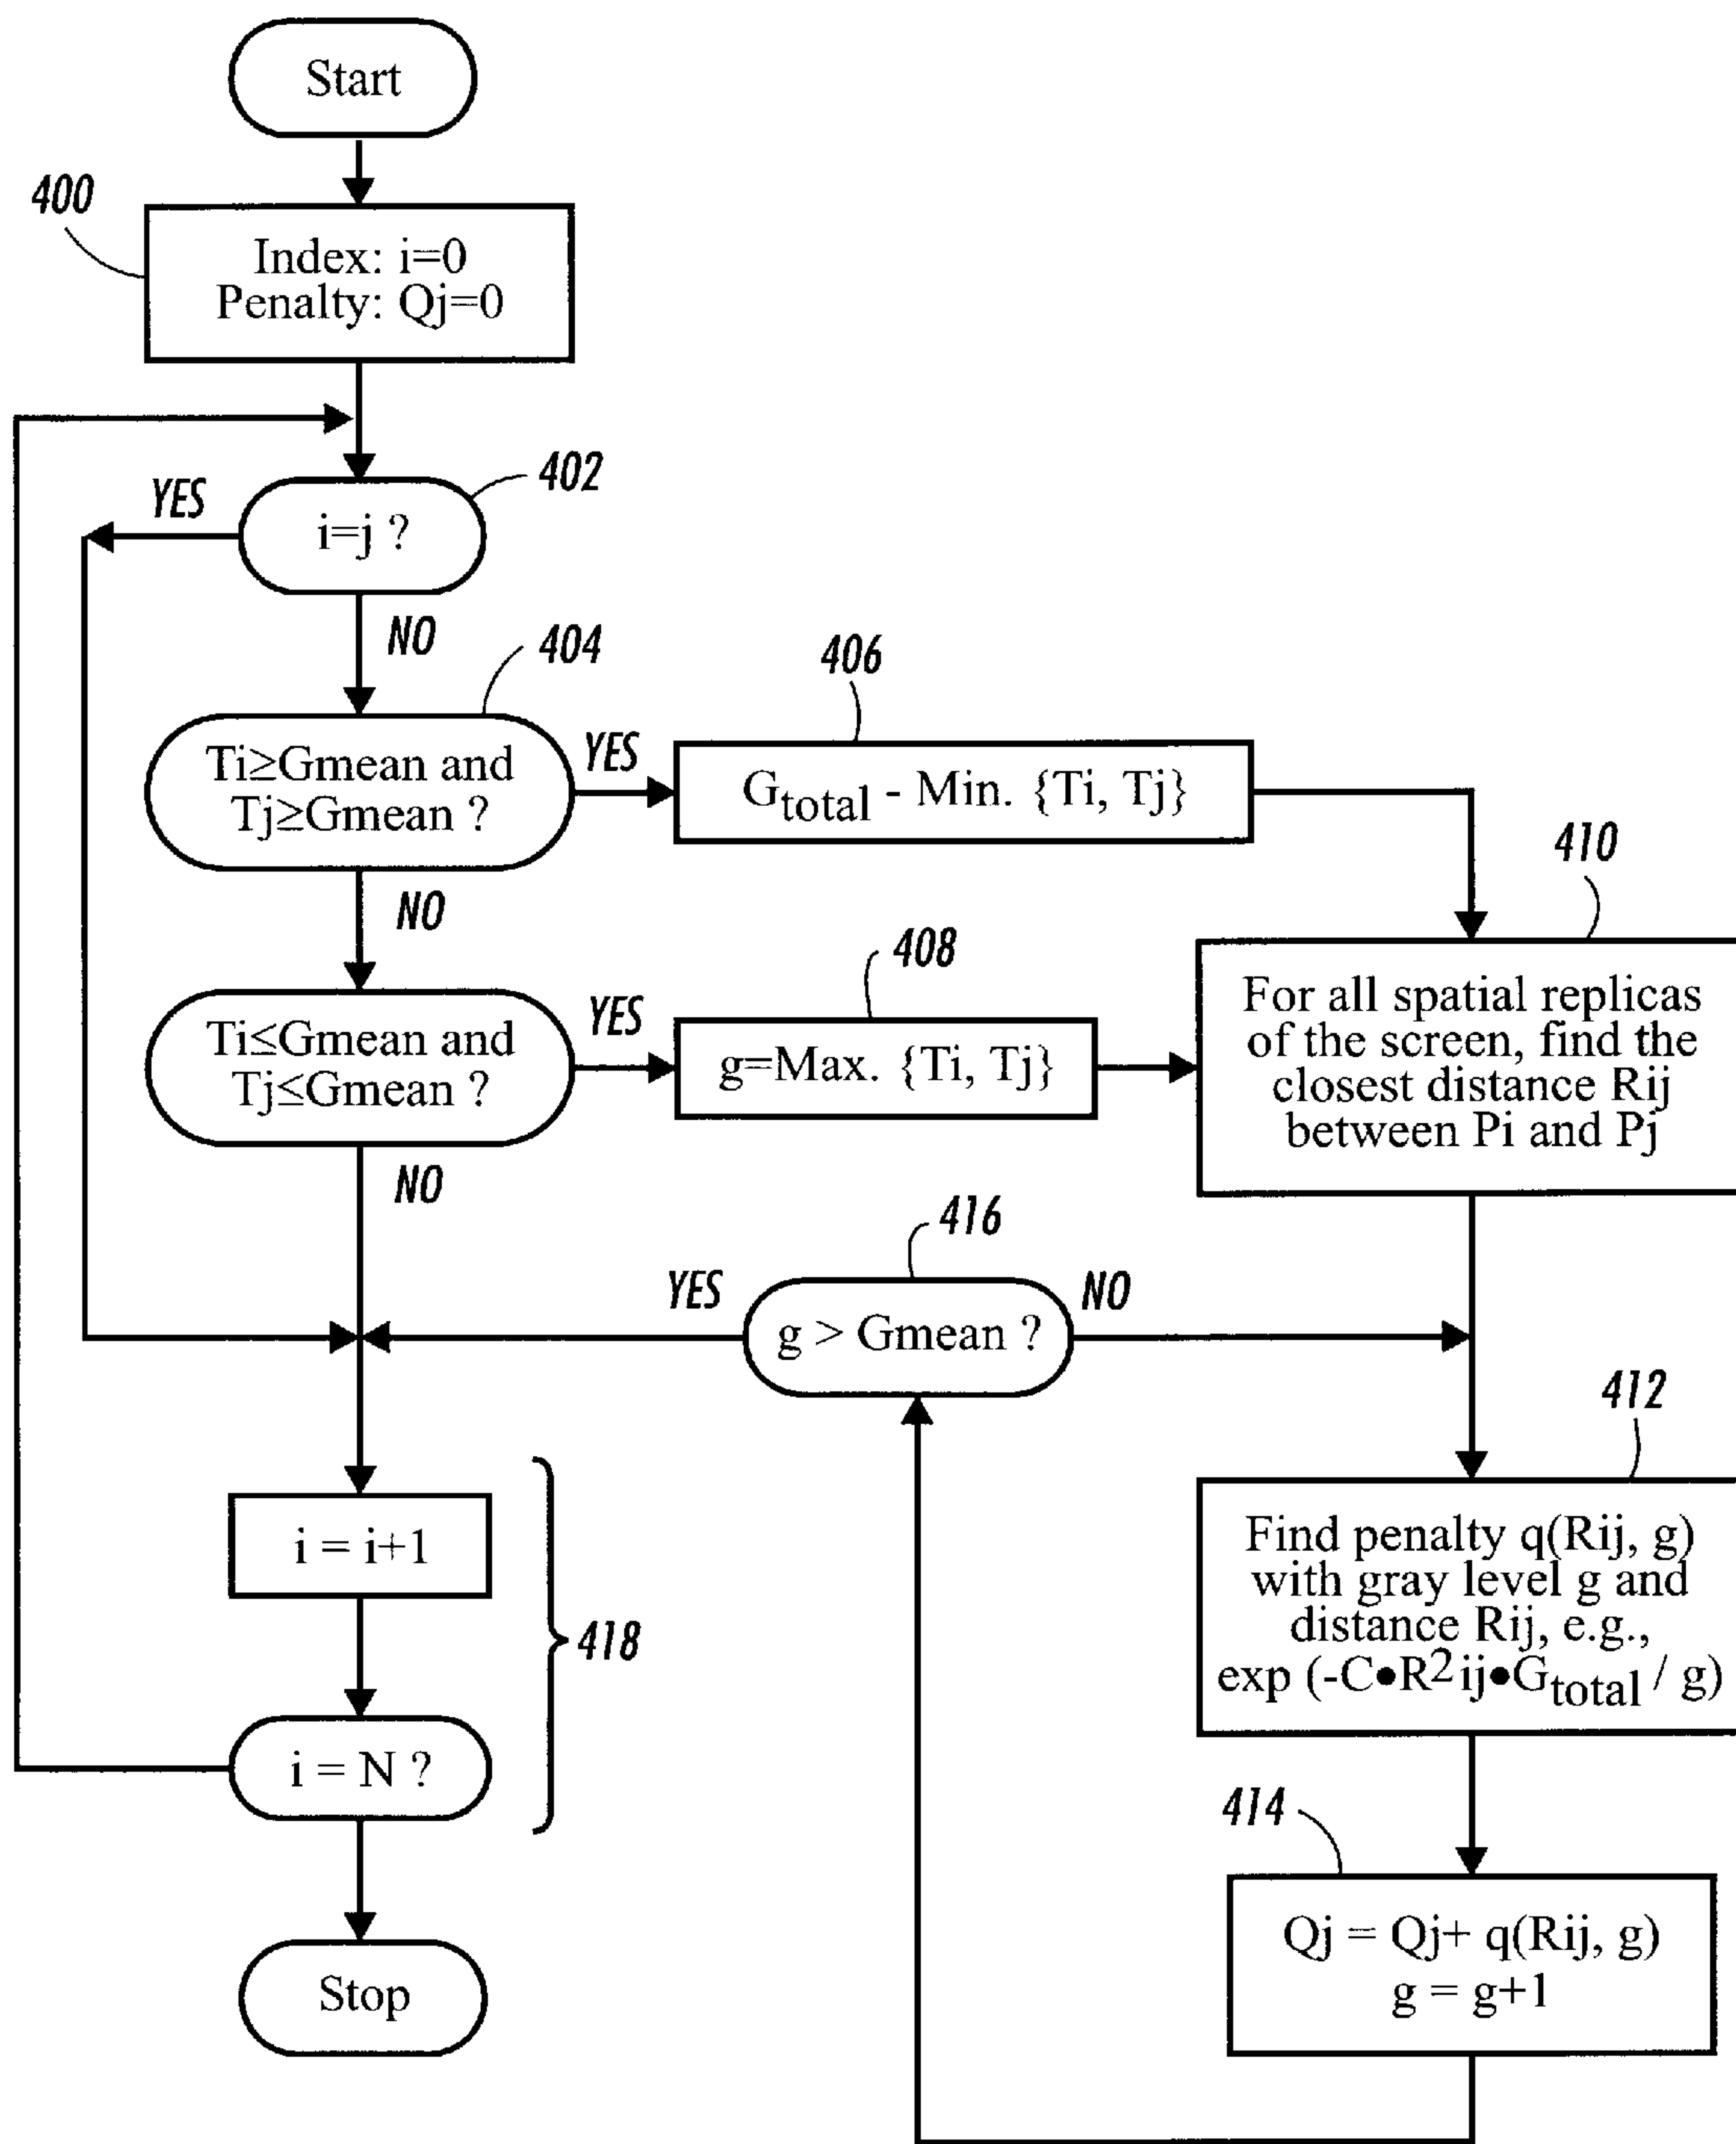 Start
400
Index: i=0
Penalty: Qj=0
402
YES
i=j ?
NO
404
406
Ti≥Gmean and
Tj≥Gmean ?
YES
G total - Min. {Ti, Tj}
410
NO
408
Ti≤Gmean and
Tj≤Gmean ?
YES
g=Max. {Ti, Tj}
For all spatial replicas
of the screen, find the
closest distance Rij
between Pi and Pj
NO
416
YES
g > Gmean ?
NO
412
i = i+1
Find penalty q(Rij, g)
with gray level g and
distance Rij, e.g.,
exp (-C•R2ij•Gtotal / g)
418
i = N ?
414
Qj = Qj+ q(Rij, g)
g = g+1
Stop